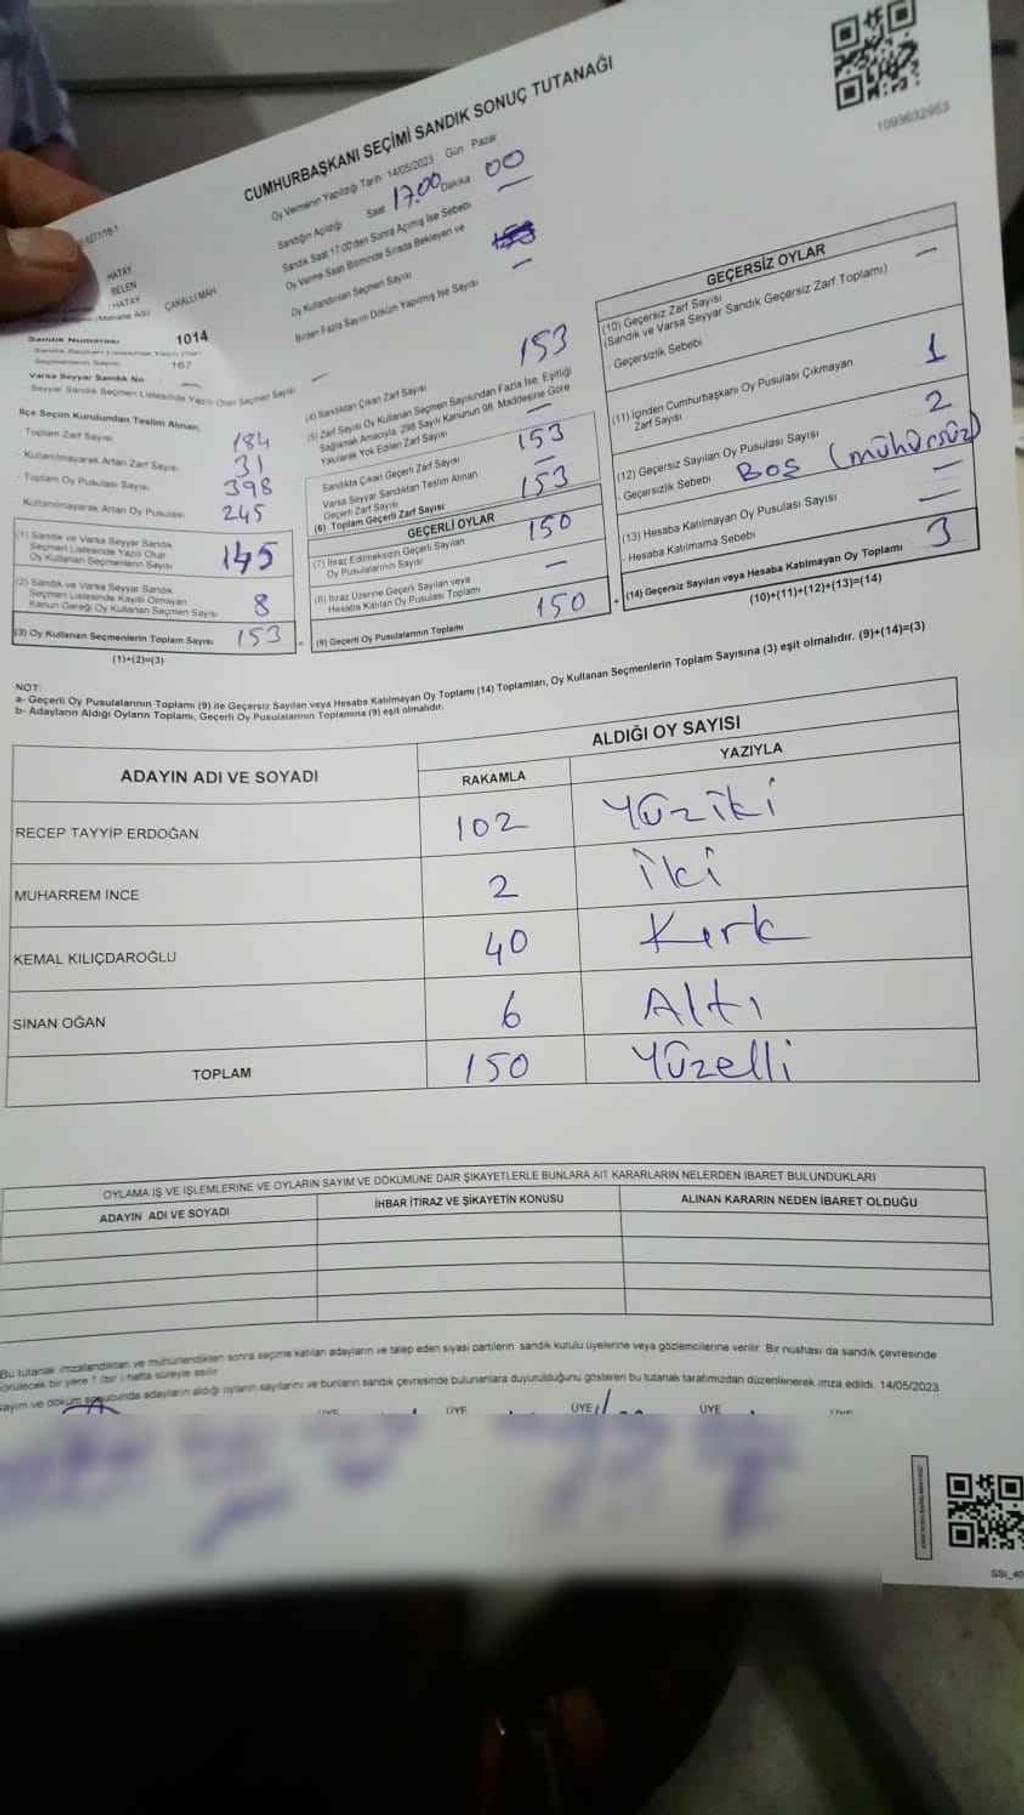 1093632953
CUMHURBAŞKANI SEÇİMİ SANDIK SONUÇ TUTANAĞI
Oy Vermenin Yapıldığı Tarih 14/05/2023 Gün Pazar
Sandığın Açıldığı Saat 17.00 Dakika 00
Sandık Saat 17:00'den Sonra Açılmış İse Sebebi —
Oy Verme Saati Bitiminde Sırada Bekleyen ve
Oy Kullandırılan Seçmen Sayısı
Birden Fazla Sayım Döküm Yapılmış İse Sayısı —
HATAY
BELEN
HATAY
ÇAKALLI MAH
Sandık Numarası 1014
Sandık Seçmen Listesinde Yazılı Olan
Seçmenlerin Sayısı 167
Varsa Seyyar Sandık No —
Seyyar Sandık Seçmen Listesinde Yazılı Olan Seçmen Sayısı —
İlçe Seçim Kurulundan Teslim Alınan
Toplam Zarf Sayısı 184
- Kullanılmayarak Artan Zarf Sayısı 31
- Toplam Oy Pusulası Sayısı 398
Kullanılmayarak Artan Oy Pusulası 245
(1) Sandık ve Varsa Seyyar Sandık
Seçmen Listesinde Yazılı Olup
Oy Kullanan Seçmenlerin Sayısı 145
(2) Sandık ve Varsa Seyyar Sandık
Seçmen Listesinde Kayıtlı Olmayan
Kanun Gereği Oy Kullanan Seçmen Sayısı 8
(3) Oy Kullanan Seçmenlerin Toplam Sayısı 153
(1)+(2)=(3)
(4) Sandıktan Çıkan Zarf Sayısı 153
(5) Zarf Sayısı Oy Kullanan Seçmen Sayısından Fazla İse, Eşitliği
Sağlamak Amacıyla, 298 Sayılı Kanunun 98. Maddesine Göre
Yakılarak Yok Edilen Zarf Sayısı —
Sandıkta Çıkan Geçerli Zarf Sayısı 153
Varsa Seyyar Sandıktan Teslim Alınan
Geçerli Zarf Sayısı —
(6) Toplam Geçerli Zarf Sayısı 153
GEÇERLİ OYLAR
(7) İtiraz Edilmeksizin Geçerli Sayılan
Oy Pusulalarının Sayısı 150
(8) İtiraz Üzerine Geçerli Sayılan veya
Hesaba Katılan Oy Pusulası Toplamı —
= (9) Geçerli Oy Pusulalarının Toplamı 150
GEÇERSİZ OYLAR
(10) Geçersiz Zarf Sayısı
(Sandık ve Varsa Seyyar Sandık Geçersiz Zarf Toplamı) —
- Geçersizlik Sebebi
(11) İçinden Cumhurbaşkanı Oy Pusulası Çıkmayan
Zarf Sayısı 1
(12) Geçersiz Sayılan Oy Pusulası Sayısı 2
- Geçersizlik Sebebi Boş (mühürsüz)
(13) Hesaba Katılmayan Oy Pusulası Sayısı —
- Hesaba Katılmama Sebebi —
+ (14) Geçersiz Sayılan veya Hesaba Katılmayan Oy Toplamı 3
(10)+(11)+(12)+(13)=(14)
NOT:
a- Geçerli Oy Pusulalarının Toplamı (9) ile Geçersiz Sayılan veya Hesaba Katılmayan Oy Toplamı (14) Toplamları, Oy Kullanan Seçmenlerin Toplam Sayısına (3) eşit olmalıdır. (9)+(14)=(3)
b- Adayların Aldığı Oyların Toplamı, Geçerli Oy Pusulalarının Toplamına (9) eşit olmalıdır.
ADAYIN ADI VE SOYADI ALDIĞI OY SAYISI
RAKAMLA YAZIYLA
RECEP TAYYİP ERDOĞAN 102 Yüziki
MUHARREM İNCE 2 İki
KEMAL KILIÇDAROĞLU 40 Kırk
SİNAN OĞAN 6 Altı
TOPLAM 150 Yüzelli
OYLAMA İŞ VE İŞLEMLERİNE VE OYLARIN SAYIM VE DÖKÜMÜNE DAİR ŞİKAYETLERLE BUNLARA AİT KARARLARIN NELERDEN İBARET BULUNDUKLARI
ADAYIN ADI VE SOYADI İHBAR İTİRAZ VE ŞİKAYETİN KONUSU ALINAN KARARIN NEDEN İBARET OLDUĞU
Bu tutanak imzalandıktan ve mühürlendikten sonra seçime katılan adayların ve talep eden siyasi partilerin sandık kurulu üyelerine veya gözlemcilerine verilir. Bir nüshası da sandık çevresinde
görülecek bir yere 1 (bir) hafta süreyle asılır
sayım ve döküm sonucunda adayların aldığı oyların sayılarını ve bunların sandık çevresinde bulunanlara duyurulduğunu gösteren bu tutanak tarafımızdan düzenlenerek imza edildi. 14/05/2023
ÜYE ÜYE ÜYE ÜYE